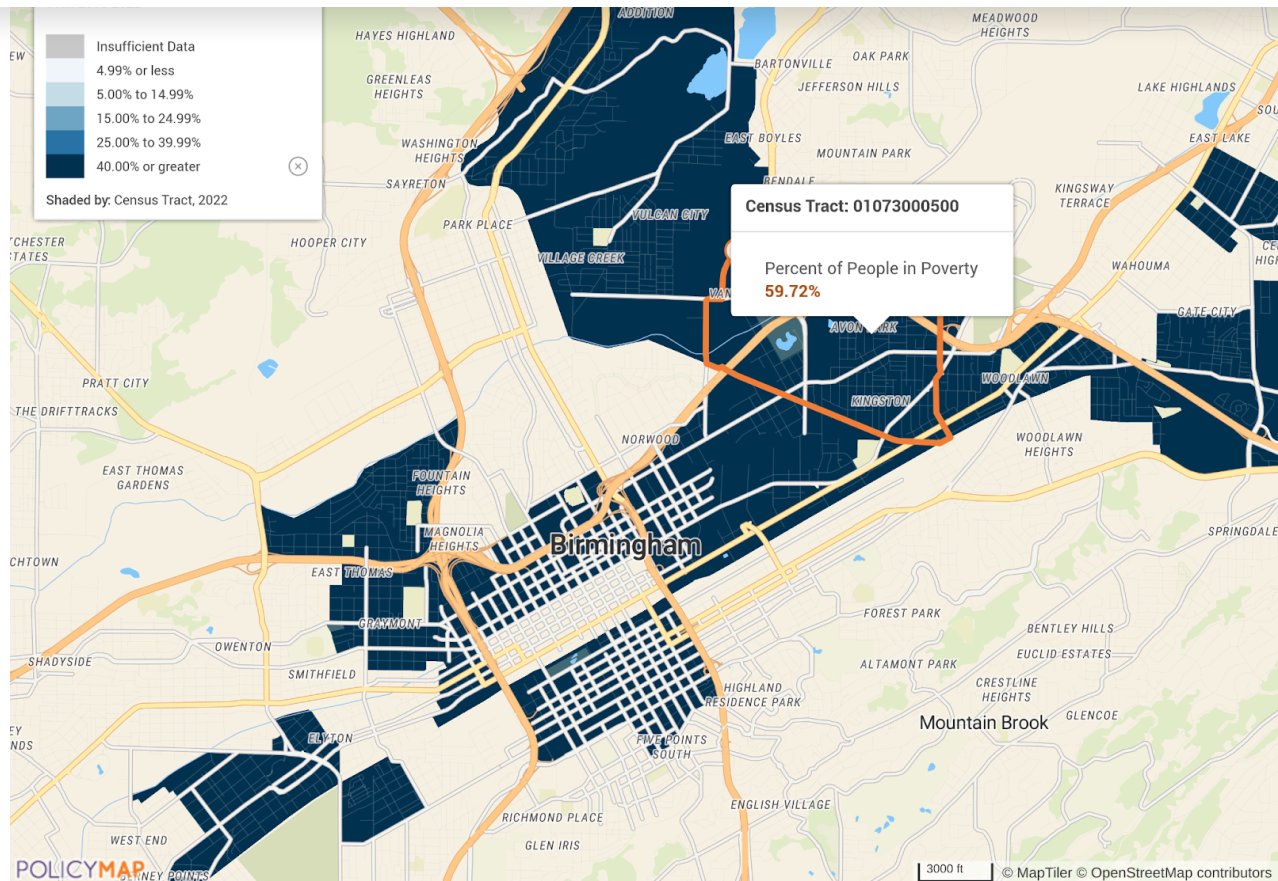 Insufficient Data
4.99% or less
5.00% to 14.99%
15.00% to 24.99%
25.00% to 39.99%
40.00% or greater
Shaded by: Census Tract, 2022
ADDITION
MEADWOOD
HEIGHTS
HAYES HIGHLAND
BARTONVILLE
OAK PARK
GREENLEAS
HEIGHTS
JEFFERSON HILLS
LAKE HIGHLANDS
EAST BOYLES
EAST LAKE
WASHINGTON
HEIGHTS
MOUNTAIN PARK
SAYRETON
KINGSWAY
TERRACE
Census Tract: 01073000500
Percent of People in Poverty
59.72%
VULCAN CITY
PARK PLACE
HOOPER CITY
VILLAGE CREEK
WAHOUMA
GATE CITY
AVON PARK
PRATT CITY
WOODLAWN
THE DRIFTTRACKS
KINGSTON
NORWOOD
WOODLAWN
HEIGHTS
EAST THOMAS
GARDENS
FOUNTAIN
HEIGHTS
MAGNOLIA
HEIGHTS
SPRINGDALE
Birmingham
EAST THOMAS
FOREST PARK
GRAYMONT
BENTLEY HILLS
OWENTON
EUCLID ESTATES
SHADYSIDE
SMITHFIELD
ALTAMONT PARK
CRESTLINE
HEIGHTS
HIGHLAND
RESIDENCE PARK
GLENCOE
Mountain Brook
ELYTON
FIVE POINTS
SOUTH
ENGLISH VILLAGE
RICHMOND PLACE
WEST END
GLEN IRIS
POLICYMAP
3000 ft
© MapTiler © OpenStreetMap contributors